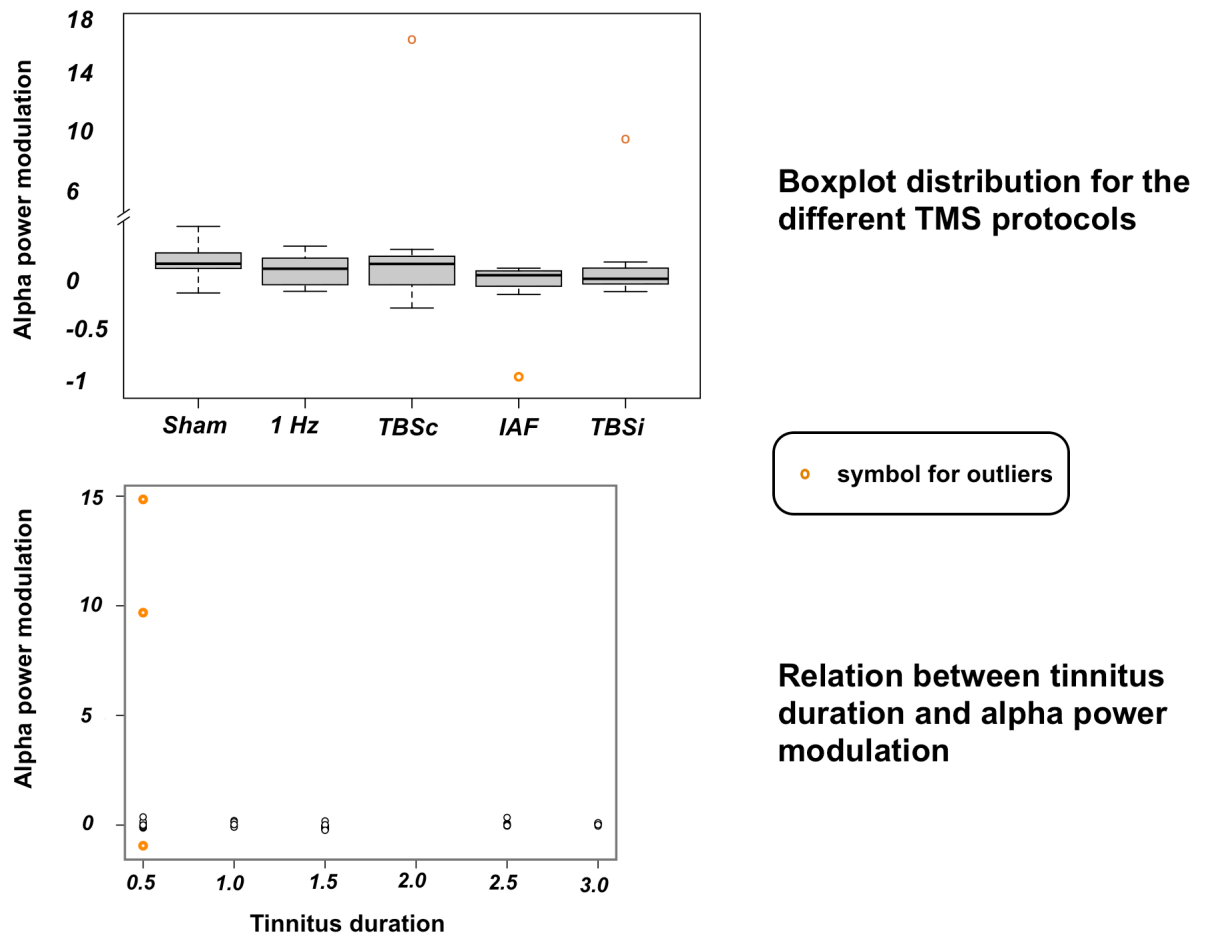 Alpha power modulation
18
14
10
6
0
-0.5
-1
Sham 1 Hz TBSc IAF TBSi
Boxplot distribution for the
different TMS protocols
symbol for outliers
Alpha power modulation
15
10
5
0
0.5 1.0 1.5 2.0 2.5 3.0
Tinnitus duration
Relation between tinnitus
duration and alpha power
modulation